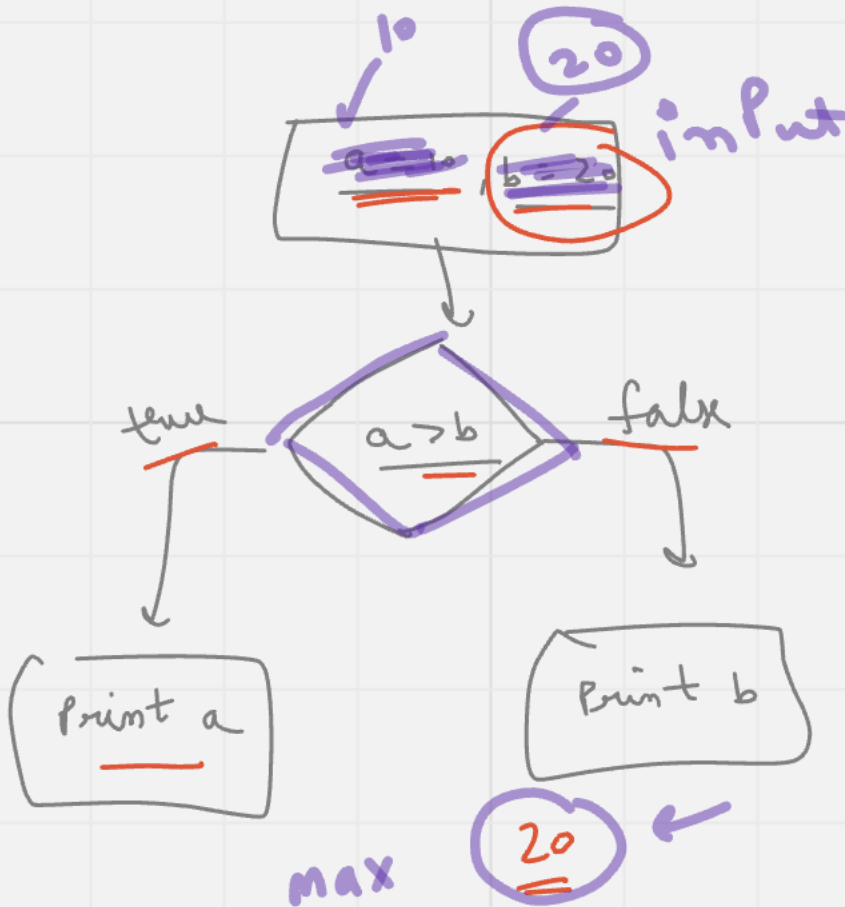 10
20
input
a = 10, b = 20
true
a > b
false
Print a
Print b
20
max